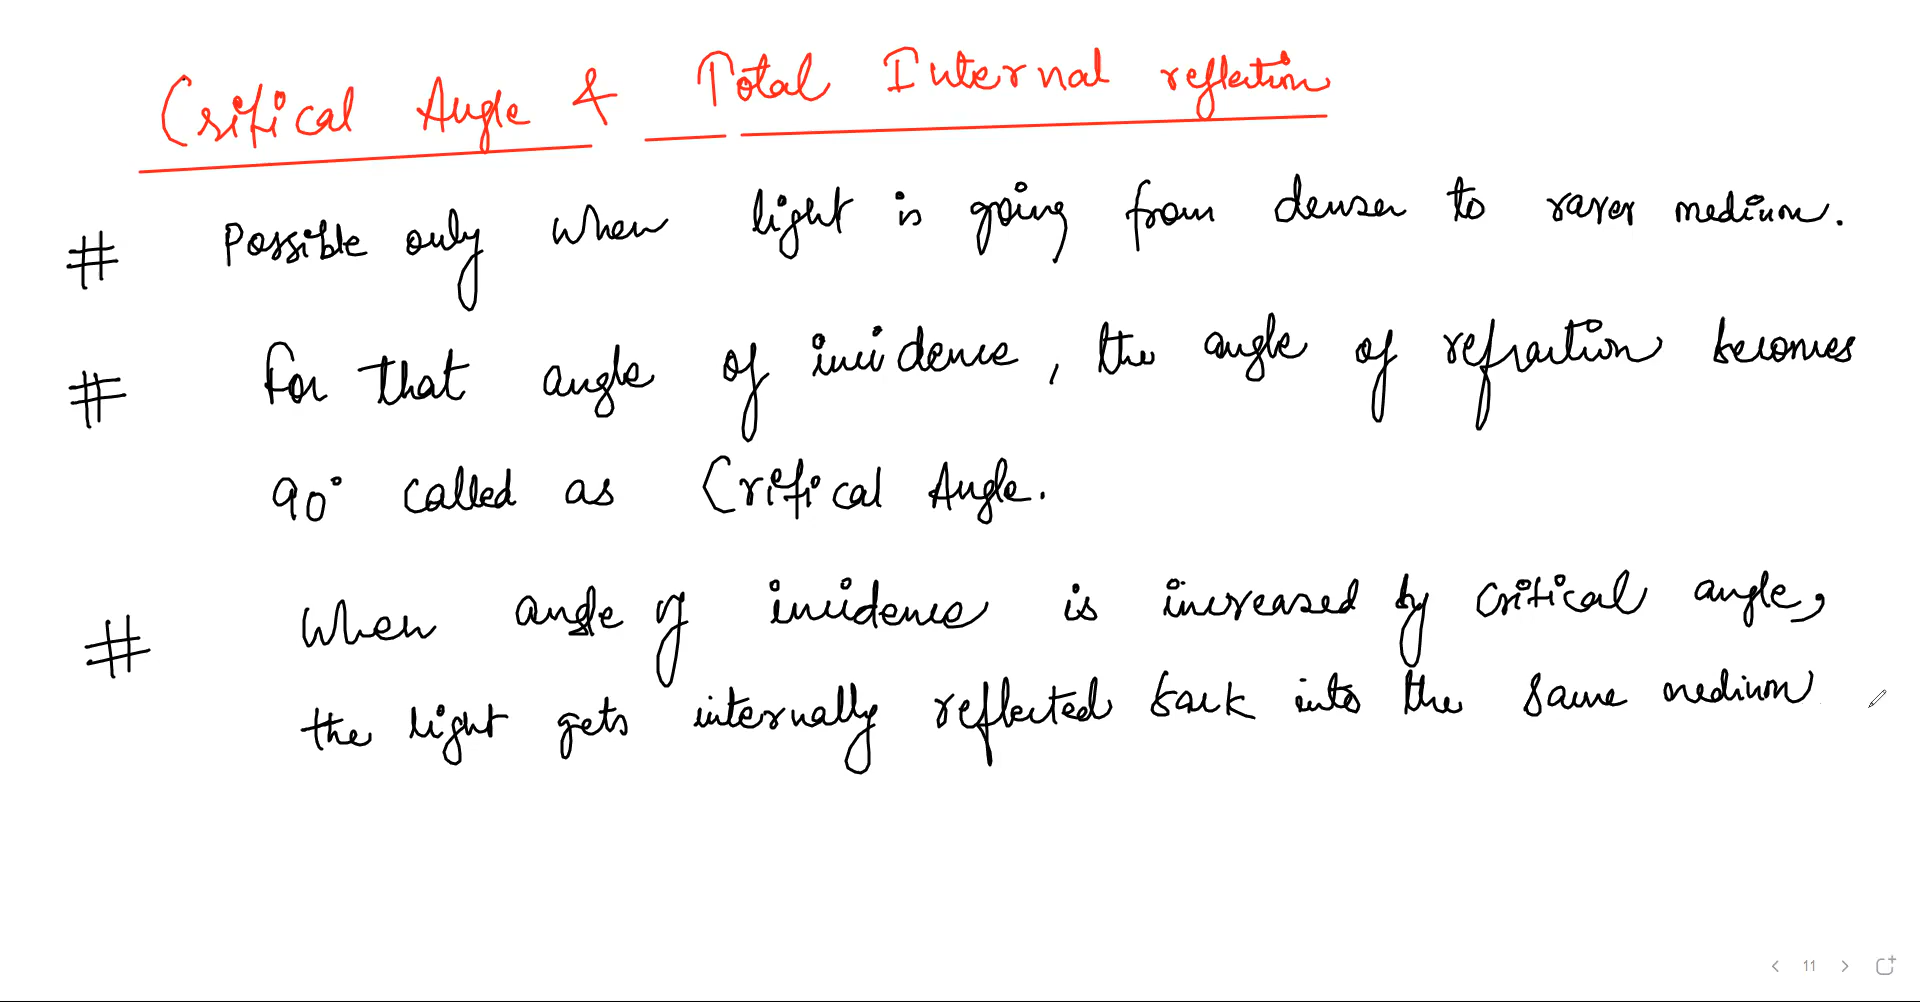 Critical Angle & Total Internal reflection
# Possible only when light is going from denser to rarer medium.
# For that angle of incidence, the angle of refraction becomes
90° called as Critical Angle.
# When angle of incidence is increased by critical angle,
the light gets internally reflected back into the same medium
< 11 >